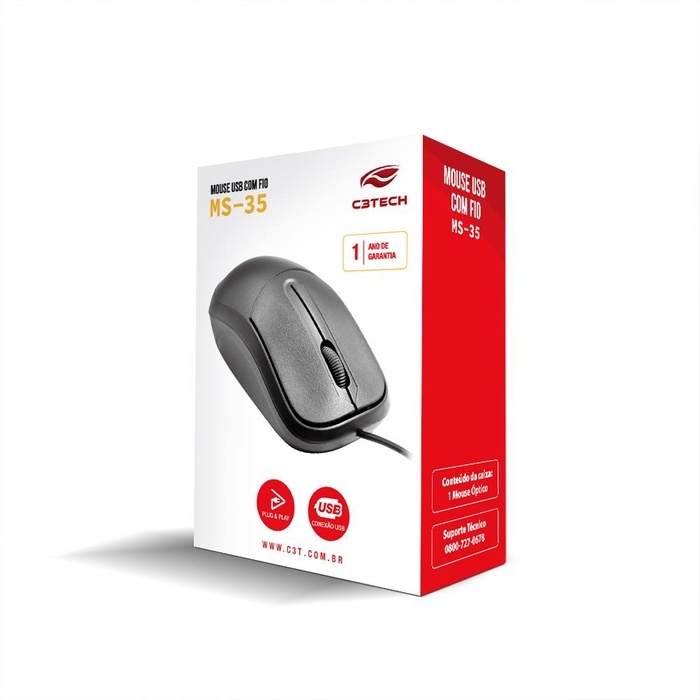 MOUSE USB COM FIO
MS-35
C3TECH
1 ANO DE
GARANTIA
PLUG & PLAY
USB
CONEXÃO USB
WWW.C3T.COM.BR
MOUSE USB
COM FIO
MS-35
Conteúdo da caixa:
1 Mouse Óptico
Suporte Técnico
0800-727-0678